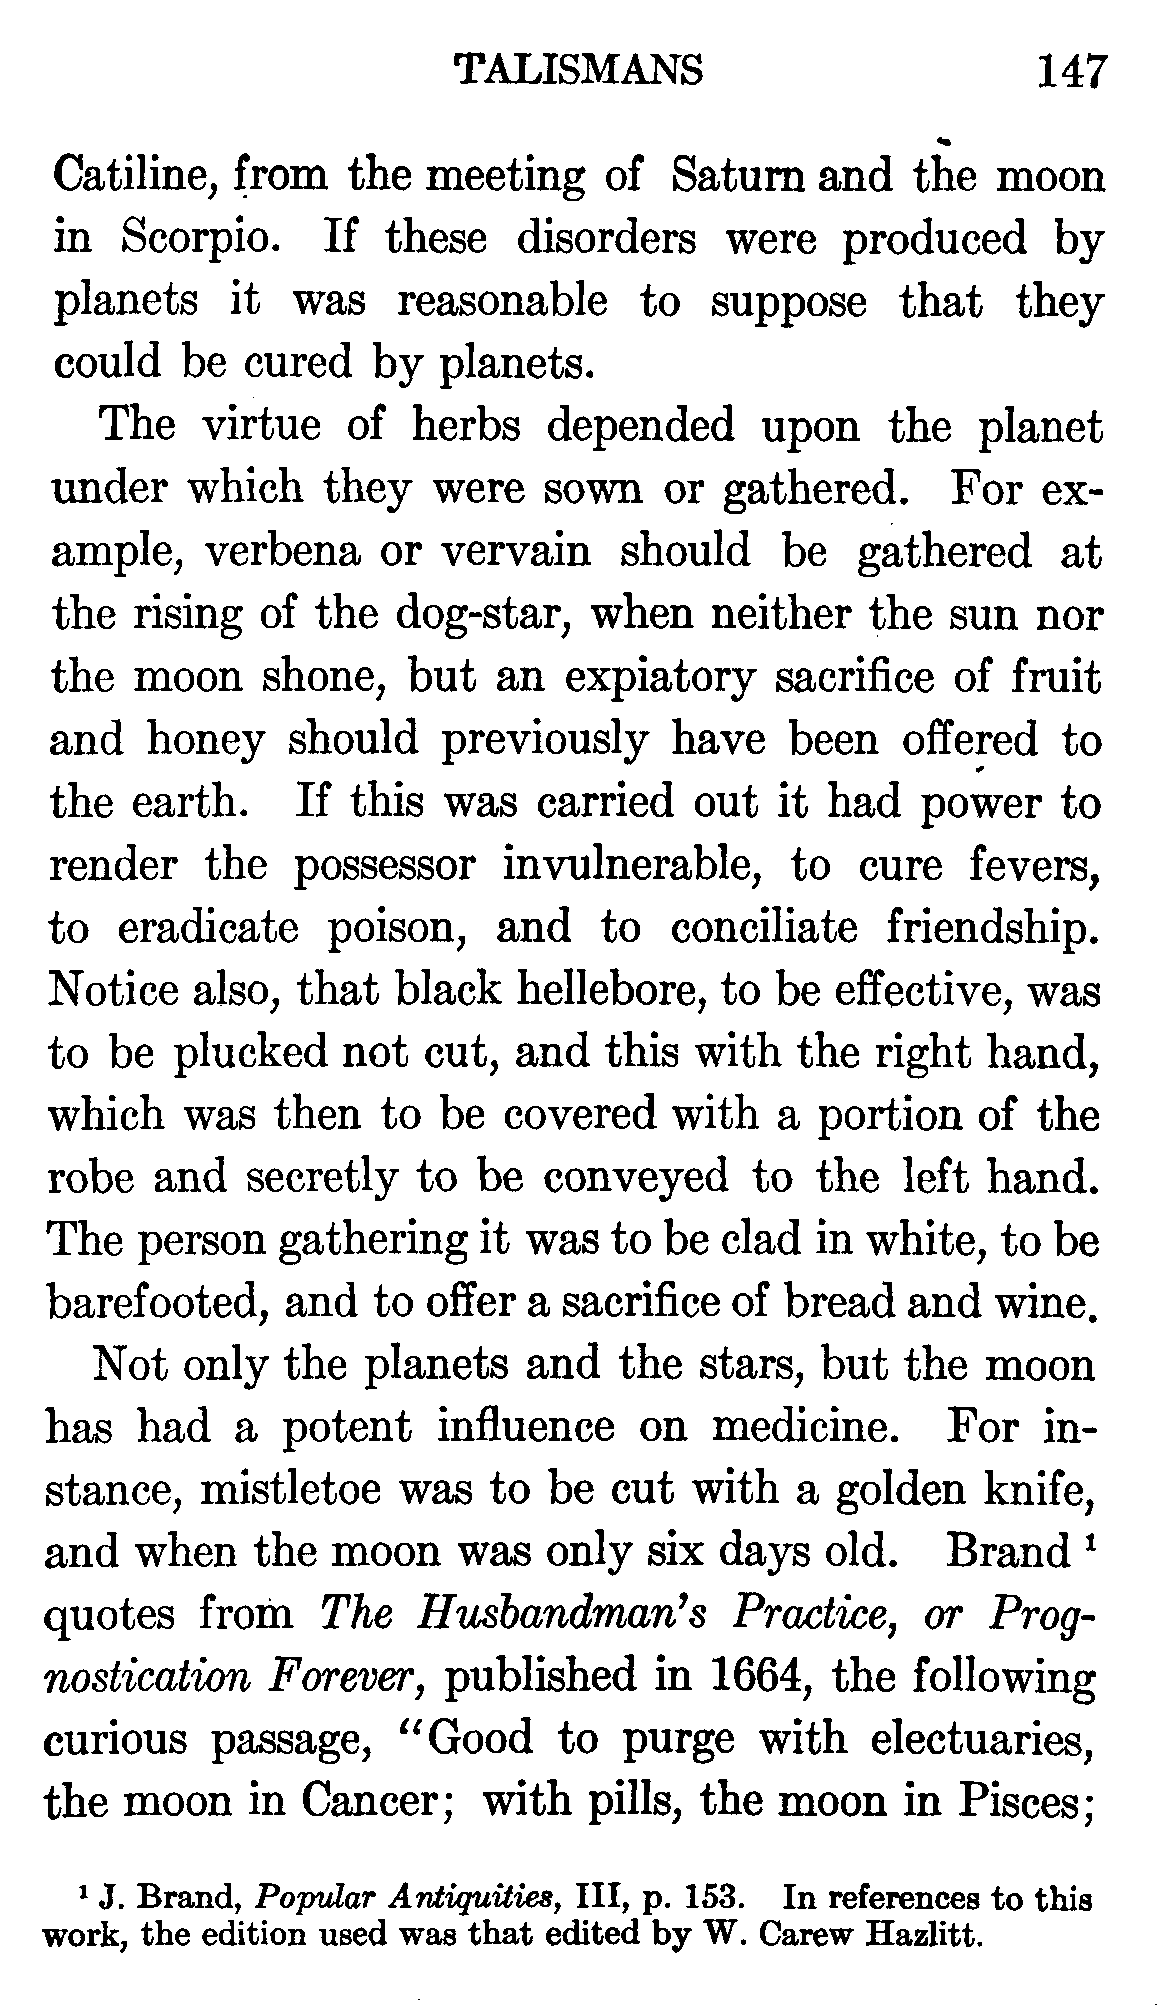 TALISMANS 147
Catiline, from the meeting of Saturn and the moon
in Scorpio. If these disorders were produced by
planets it was reasonable to suppose that they
could be cured by planets.
The virtue of herbs depended upon the planet
under which they were sown or gathered. For ex-
ample, verbena or vervain should be gathered at
the rising of the dog-star, when neither the sun nor
the moon shone, but an expiatory sacrifice of fruit
and honey should previously have been offered to
the earth. If this was carried out it had power to
render the possessor invulnerable, to cure fevers,
to eradicate poison, and to conciliate friendship.
Notice also, that black hellebore, to be effective, was
to be plucked not cut, and this with the right hand,
which was then to be covered with a portion of the
robe and secretly to be conveyed to the left hand.
The person gathering it was to be clad in white, to be
barefooted, and to offer a sacrifice of bread and wine.
Not only the planets and the stars, but the moon
has had a potent influence on medicine. For in-
stance, mistletoe was to be cut with a golden knife,
and when the moon was only six days old. Brand ¹
quotes from The Husbandman's Practice, or Prog-
nostication Forever, published in 1664, the following
curious passage, "Good to purge with electuaries,
the moon in Cancer; with pills, the moon in Pisces;
¹ J. Brand, Popular Antiquities, III, p. 153. In references to this
work, the edition used was that edited by W. Carew Hazlitt.